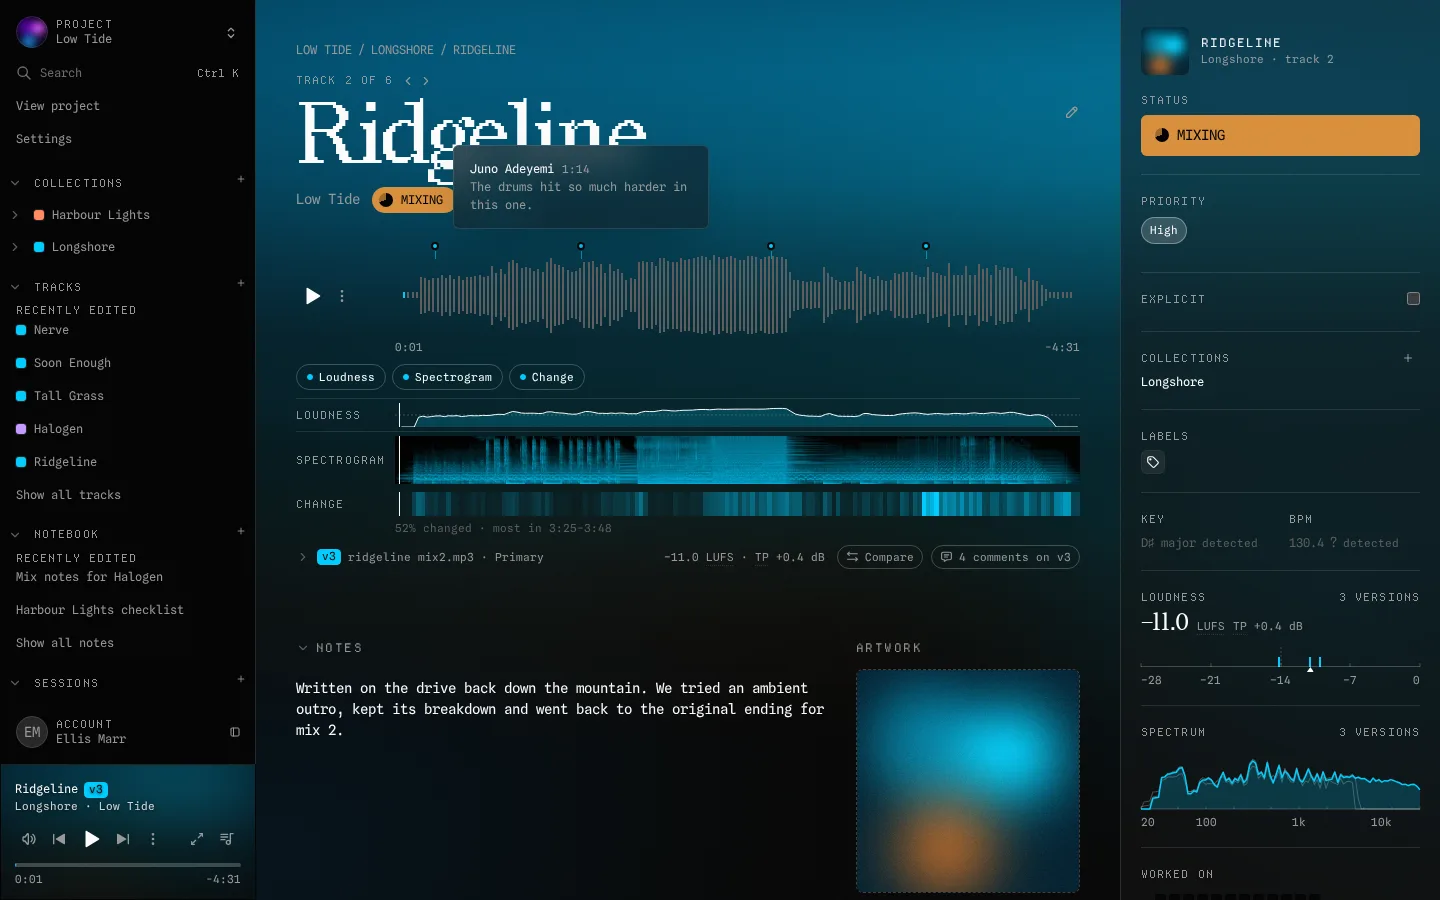 PROJECT
Low Tide
Search Ctrl K
View project
Settings
COLLECTIONS +
Harbour Lights
Longshore
TRACKS +
RECENTLY EDITED
Nerve
Soon Enough
Tall Grass
Halogen
Ridgeline
Show all tracks
NOTEBOOK +
RECENTLY EDITED
Mix notes for Halogen
Harbour Lights checklist
Show all notes
SESSIONS +
EM
ACCOUNT
Ellis Marr
Ridgeline v3
Longshore · Low Tide
0:01 -4:31
LOW TIDE / LONGSHORE / RIDGELINE
TRACK 2 OF 6
Ridgeline
Juno Adeyemi 1:14
The drums hit so much harder in
this one.
Low Tide MIXING
0:01 -4:31
Loudness Spectrogram Change
LOUDNESS
SPECTROGRAM
CHANGE
52% changed · most in 3:25–3:48
v3 ridgeline mix2.mp3 · Primary -11.0 LUFS · TP +0.4 dB Compare 4 comments on v3
NOTES
Written on the drive back down the mountain. We tried an ambient
outro, kept its breakdown and went back to the original ending for
mix 2.
ARTWORK
RIDGELINE
Longshore · track 2
STATUS
MIXING
PRIORITY
High
EXPLICIT
COLLECTIONS +
Longshore
LABELS
KEY BPM
D♯ major detected 130.4 ? detected
LOUDNESS 3 VERSIONS
-11.0 LUFS TP +0.4 dB
-28 -21 -14 -7 0
SPECTRUM 3 VERSIONS
20 100 1k 10k
WORKED ON